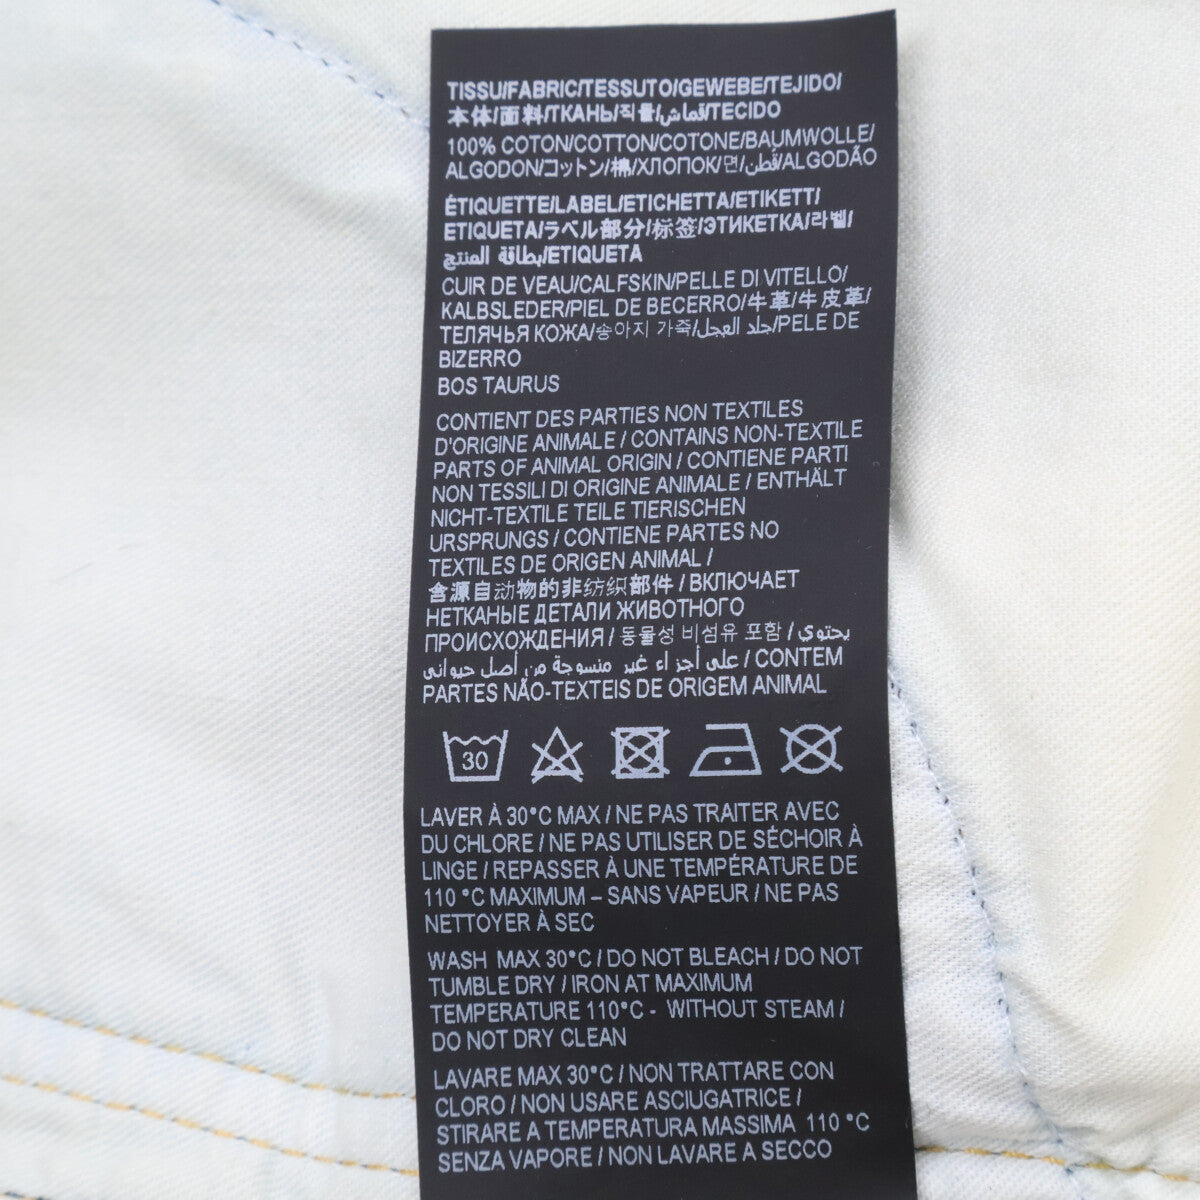 TISSU/FABRIC/TESSUTO/GEWEBE/TEJIDO/
本体/面料/ТКАНЬ/직물/قماش/TECIDO
100% COTON/COTTON/COTONE/BAUMWOLLE/
ALGODON/コットン/棉/ХЛОПОК/면/قطن/ALGODÃO
ÉTIQUETTE/LABEL/ETICHETTA/ETIKETT/
ETIQUETA/ラベル部分/标签/ЭТИКЕТКА/라벨/
بطاقة المنتج/ETIQUETA
CUIR DE VEAU/CALFSKIN/PELLE DI VITELLO/
KALBSLEDER/PIEL DE BECERRO/牛革/牛皮革/
ТЕЛЯЧЬЯ КОЖА/송아지 가죽/جلد العجل/PELE DE
BIZERRO
BOS TAURUS
CONTIENT DES PARTIES NON TEXTILES
D'ORIGINE ANIMALE / CONTAINS NON-TEXTILE
PARTS OF ANIMAL ORIGIN / CONTIENE PARTI
NON TESSILI DI ORIGINE ANIMALE / ENTHÄLT
NICHT-TEXTILE TEILE TIERISCHEN
URSPRUNGS / CONTIENE PARTES NO
TEXTILES DE ORIGEN ANIMAL /
含源自动物的非纺织部件 / ВКЛЮЧАЕТ
НЕТКАНЫЕ ДЕТАЛИ ЖИВОТНОГО
ПРОИСХОЖДЕНИЯ / 동물성 비섬유 포함 / يحتوي
على أجزاء غير منسوجة من أصل حيواني / CONTEM
PARTES NÃO-TEXTEIS DE ORIGEM ANIMAL
30
LAVER À 30°C MAX / NE PAS TRAITER AVEC
DU CHLORE / NE PAS UTILISER DE SÉCHOIR À
LINGE / REPASSER À UNE TEMPÉRATURE DE
110 °C MAXIMUM – SANS VAPEUR / NE PAS
NETTOYER À SEC
WASH MAX 30°C / DO NOT BLEACH / DO NOT
TUMBLE DRY / IRON AT MAXIMUM
TEMPERATURE 110°C - WITHOUT STEAM /
DO NOT DRY CLEAN
LAVARE MAX 30°C / NON TRATTARE CON
CLORO / NON USARE ASCIUGATRICE /
STIRARE A TEMPERATURA MASSIMA 110 °C
SENZA VAPORE / NON LAVARE A SECCO